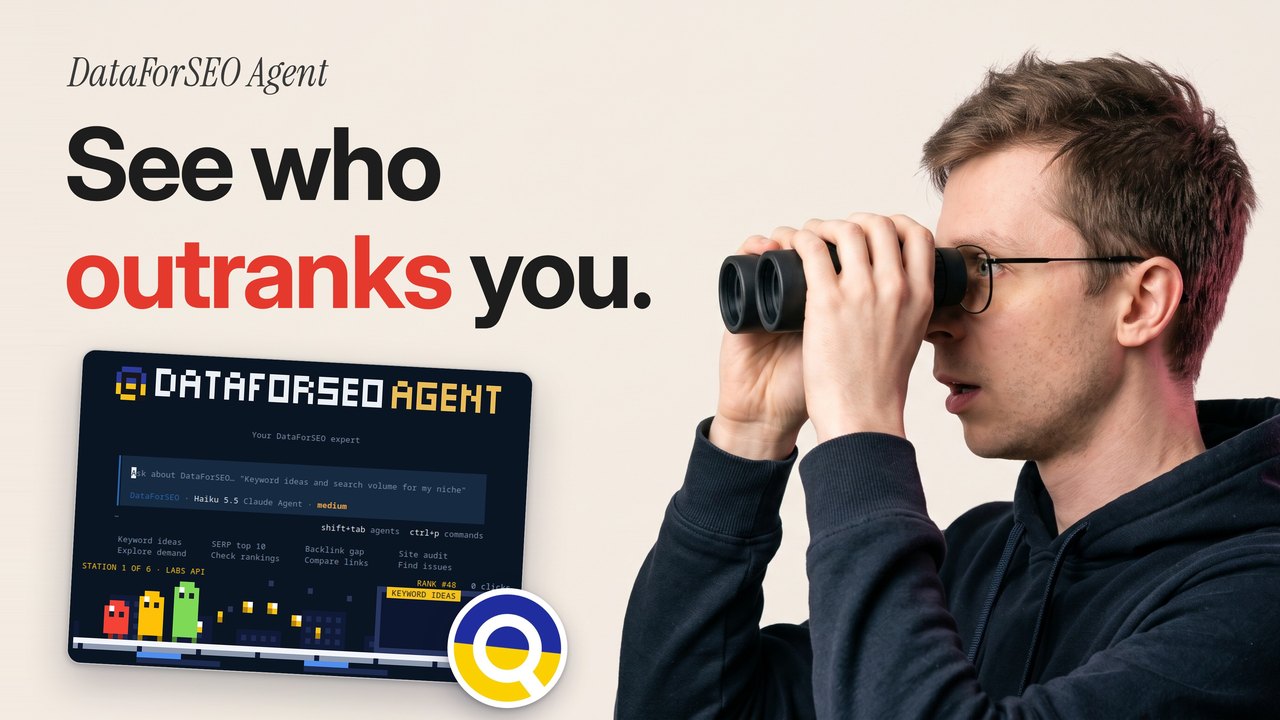 DataForSEO Agent
See who
outranks you.
DATAFORSEO AGENT
Your DataForSEO expert
Ask about DataForSEO… "Keyword ideas and search volume for my niche"
DataForSEO · Haiku 5.5 Claude Agent · medium
shift+tab agents ctrl+p commands
Keyword ideas SERP top 10 Backlink gap Site audit
Explore demand Check rankings Compare links Find issues
STATION 1 OF 6 · LABS API
RANK #48 0 clicks
KEYWORD IDEAS